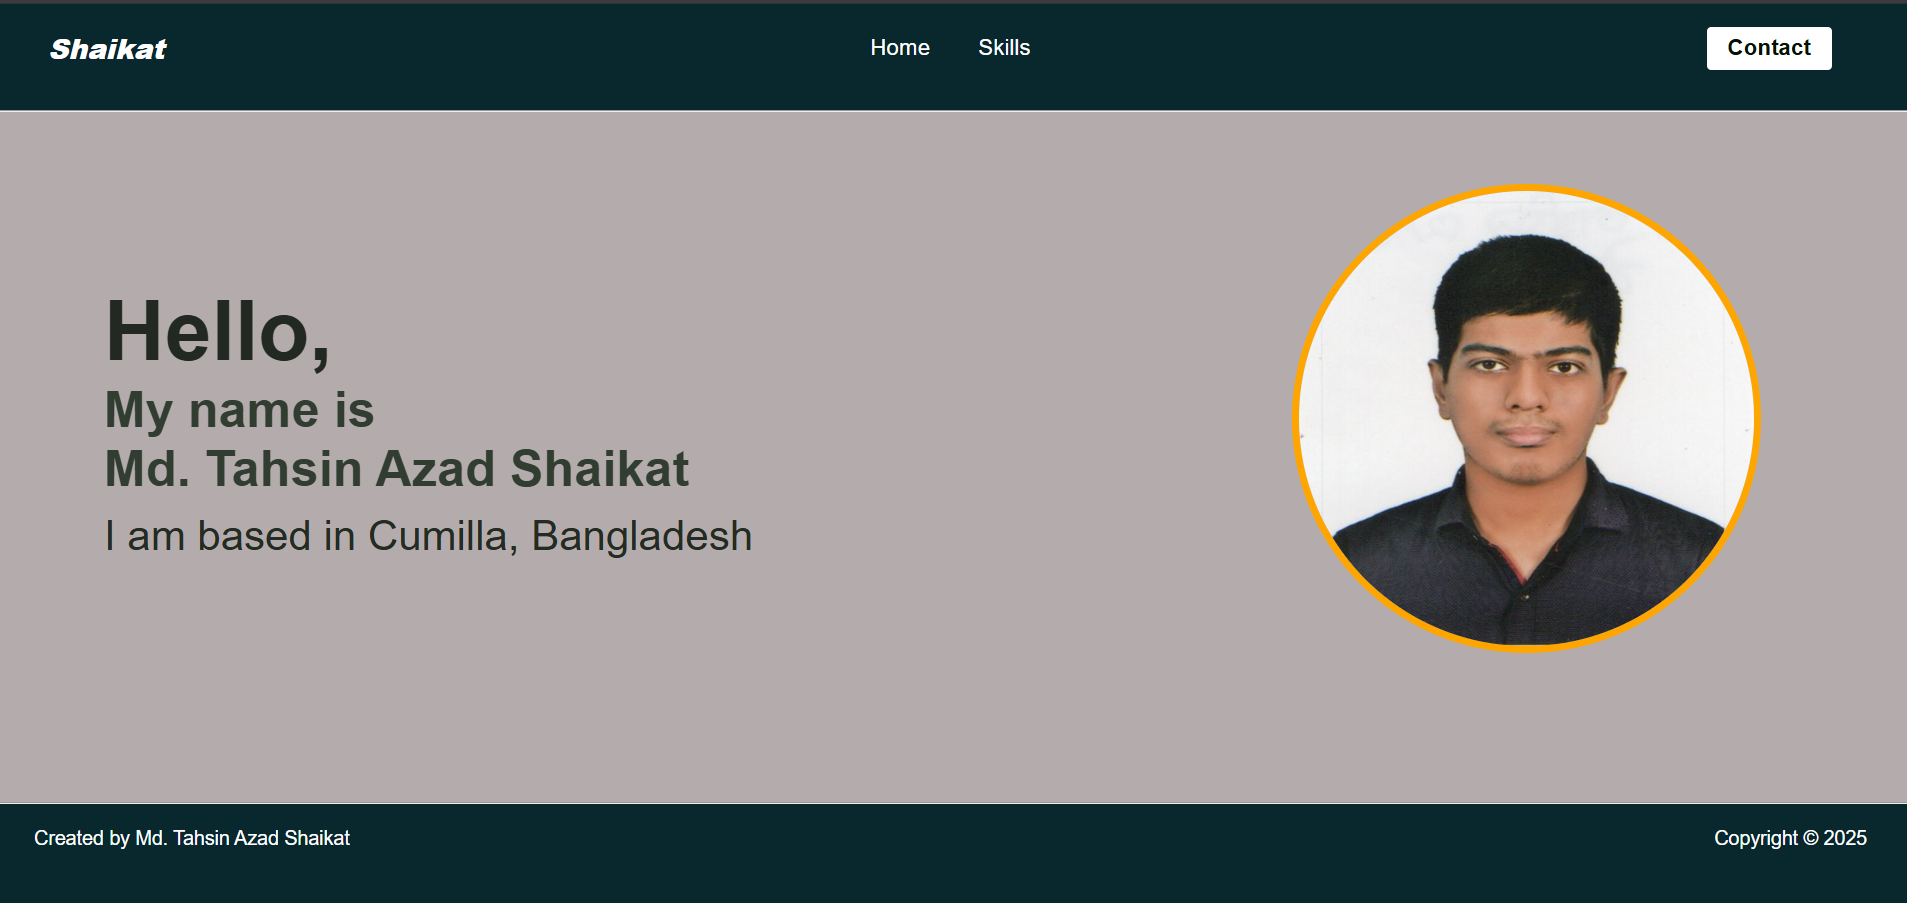 Shaikat
Home
Skills
Contact
Hello,
My name is
Md. Tahsin Azad Shaikat
I am based in Cumilla, Bangladesh
Created by Md. Tahsin Azad Shaikat
Copyright © 2025